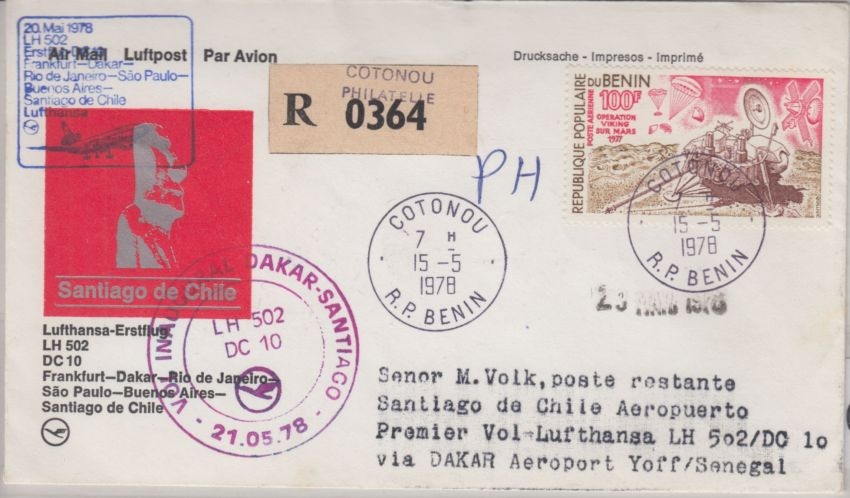 20. Mai 1978
LH 502
Erstflug DC 10
Frankfurt–Dakar–
Rio de Janeiro–São Paulo–
Buenos Aires–
Santiago de Chile
Lufthansa
Air Mail Luftpost Par Avion
Drucksache - Impresos - Imprimé
COTONOU
PHILATELIE
R 0364
PH
REPUBLIQUE POPULAIRE
DU BENIN
POSTE AERIENNE
100F
OPERATION
VIKING
SUR MARS
1977
COTONOU
7 H
15 -5
1978
R.P. BENIN
COTONOU
15 -5
1978
R.P. BENIN
Santiago de Chile
VOL INAUGURAL DAKAR-SANTIAGO
LH 502
DC 10
- 21.05.78 -
Lufthansa-Erstflug
LH 502
DC 10
Frankfurt–Dakar–Rio de Janeiro–
São Paulo–Buenos Aires–
Santiago de Chile
Senor M.Volk,poste restante
Santiago de Chile Aeropuerto
Premier Vol-Lufthansa LH 502/DC 10
via DAKAR Aeroport Yoff/Senegal